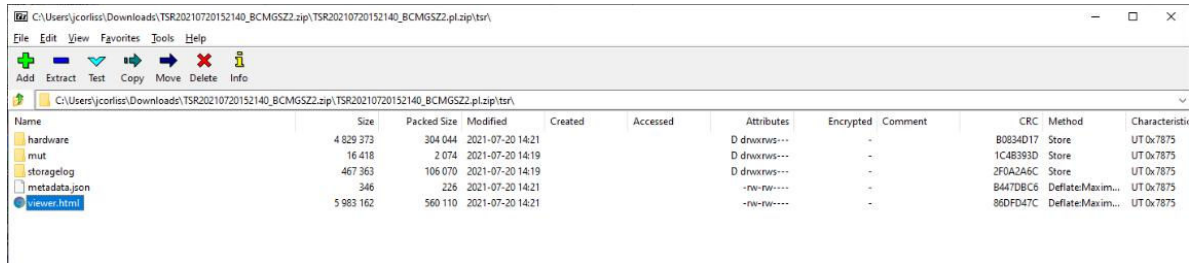 C:\Users\jcorliss\Downloads\TSR20210720152140_BCMGSZ2.zip\TSR20210720152140_BCMGSZ2.pl.zip\tsr\
File Edit View Favorites Tools Help
Add Extract Test Copy Move Delete Info
C:\Users\jcorliss\Downloads\TSR20210720152140_BCMGSZ2.zip\TSR20210720152140_BCMGSZ2.pl.zip\tsr\
Name Size Packed Size Modified Created Accessed Attributes Encrypted Comment CRC Method Characteristic
hardware 4 829 373 304 044 2021-07-20 14:21 D drwxrws--- - B0834D17 Store UT 0x7875
mut 16 418 2 074 2021-07-20 14:19 D drwxrws--- - 1C4B393D Store UT 0x7875
storagelog 467 363 106 070 2021-07-20 14:19 D drwxrws--- - 2F0A2A6C Store UT 0x7875
metadata.json 346 226 2021-07-20 14:21 -rw-rw---- - B447DBC6 Deflate:Maxim... UT 0x7875
viewer.html 5 983 162 560 110 2021-07-20 14:21 -rw-rw---- - 86DFD47C Deflate:Maxim... UT 0x7875